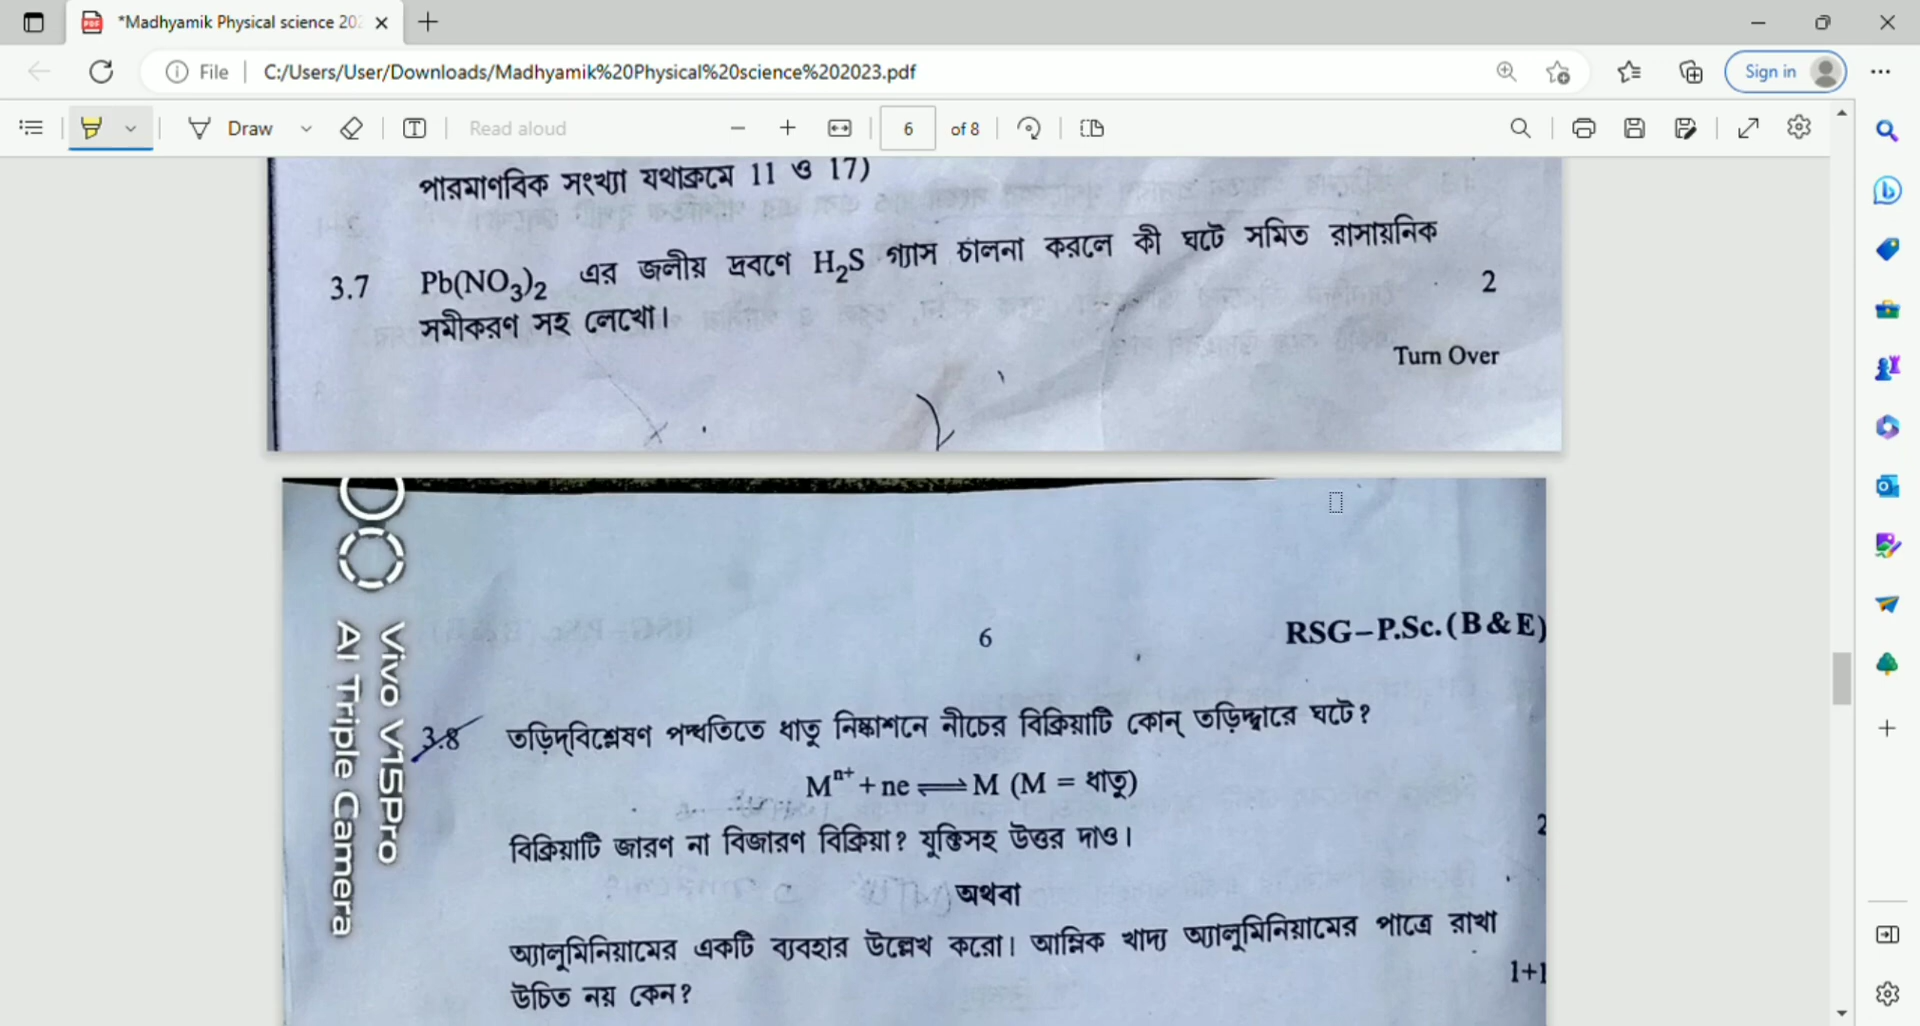 *Madhyamik Physical science 202
File
C:/Users/User/Downloads/Madhyamik%20Physical%20science%202023.pdf
Sign in
Draw
Read aloud
6
of 8
পারমাণবিক সংখ্যা যথাক্রমে 11 ও 17)
3.7 Pb(NO3)2 এর জলীয় দ্রবণে H2S গ্যাস চালনা করলে কী ঘটে সমিত রাসায়নিক
সমীকরণ সহ লেখো। 2
Turn Over
6
RSG–P.Sc.(B&E)
Vivo V15Pro
AI Triple Camera
3.8 তড়িদ্‌বিশ্লেষণ পদ্ধতিতে ধাতু নিষ্কাশনে নীচের বিক্রিয়াটি কোন্ তড়িদ্দ্বারে ঘটে?
Mn+ + ne ⇌ M (M = ধাতু)
বিক্রিয়াটি জারণ না বিজারণ বিক্রিয়া? যুক্তিসহ উত্তর দাও। 2
অথবা
অ্যালুমিনিয়ামের একটি ব্যবহার উল্লেখ করো। আম্লিক খাদ্য অ্যালুমিনিয়ামের পাত্রে রাখা
উচিত নয় কেন? 1+1